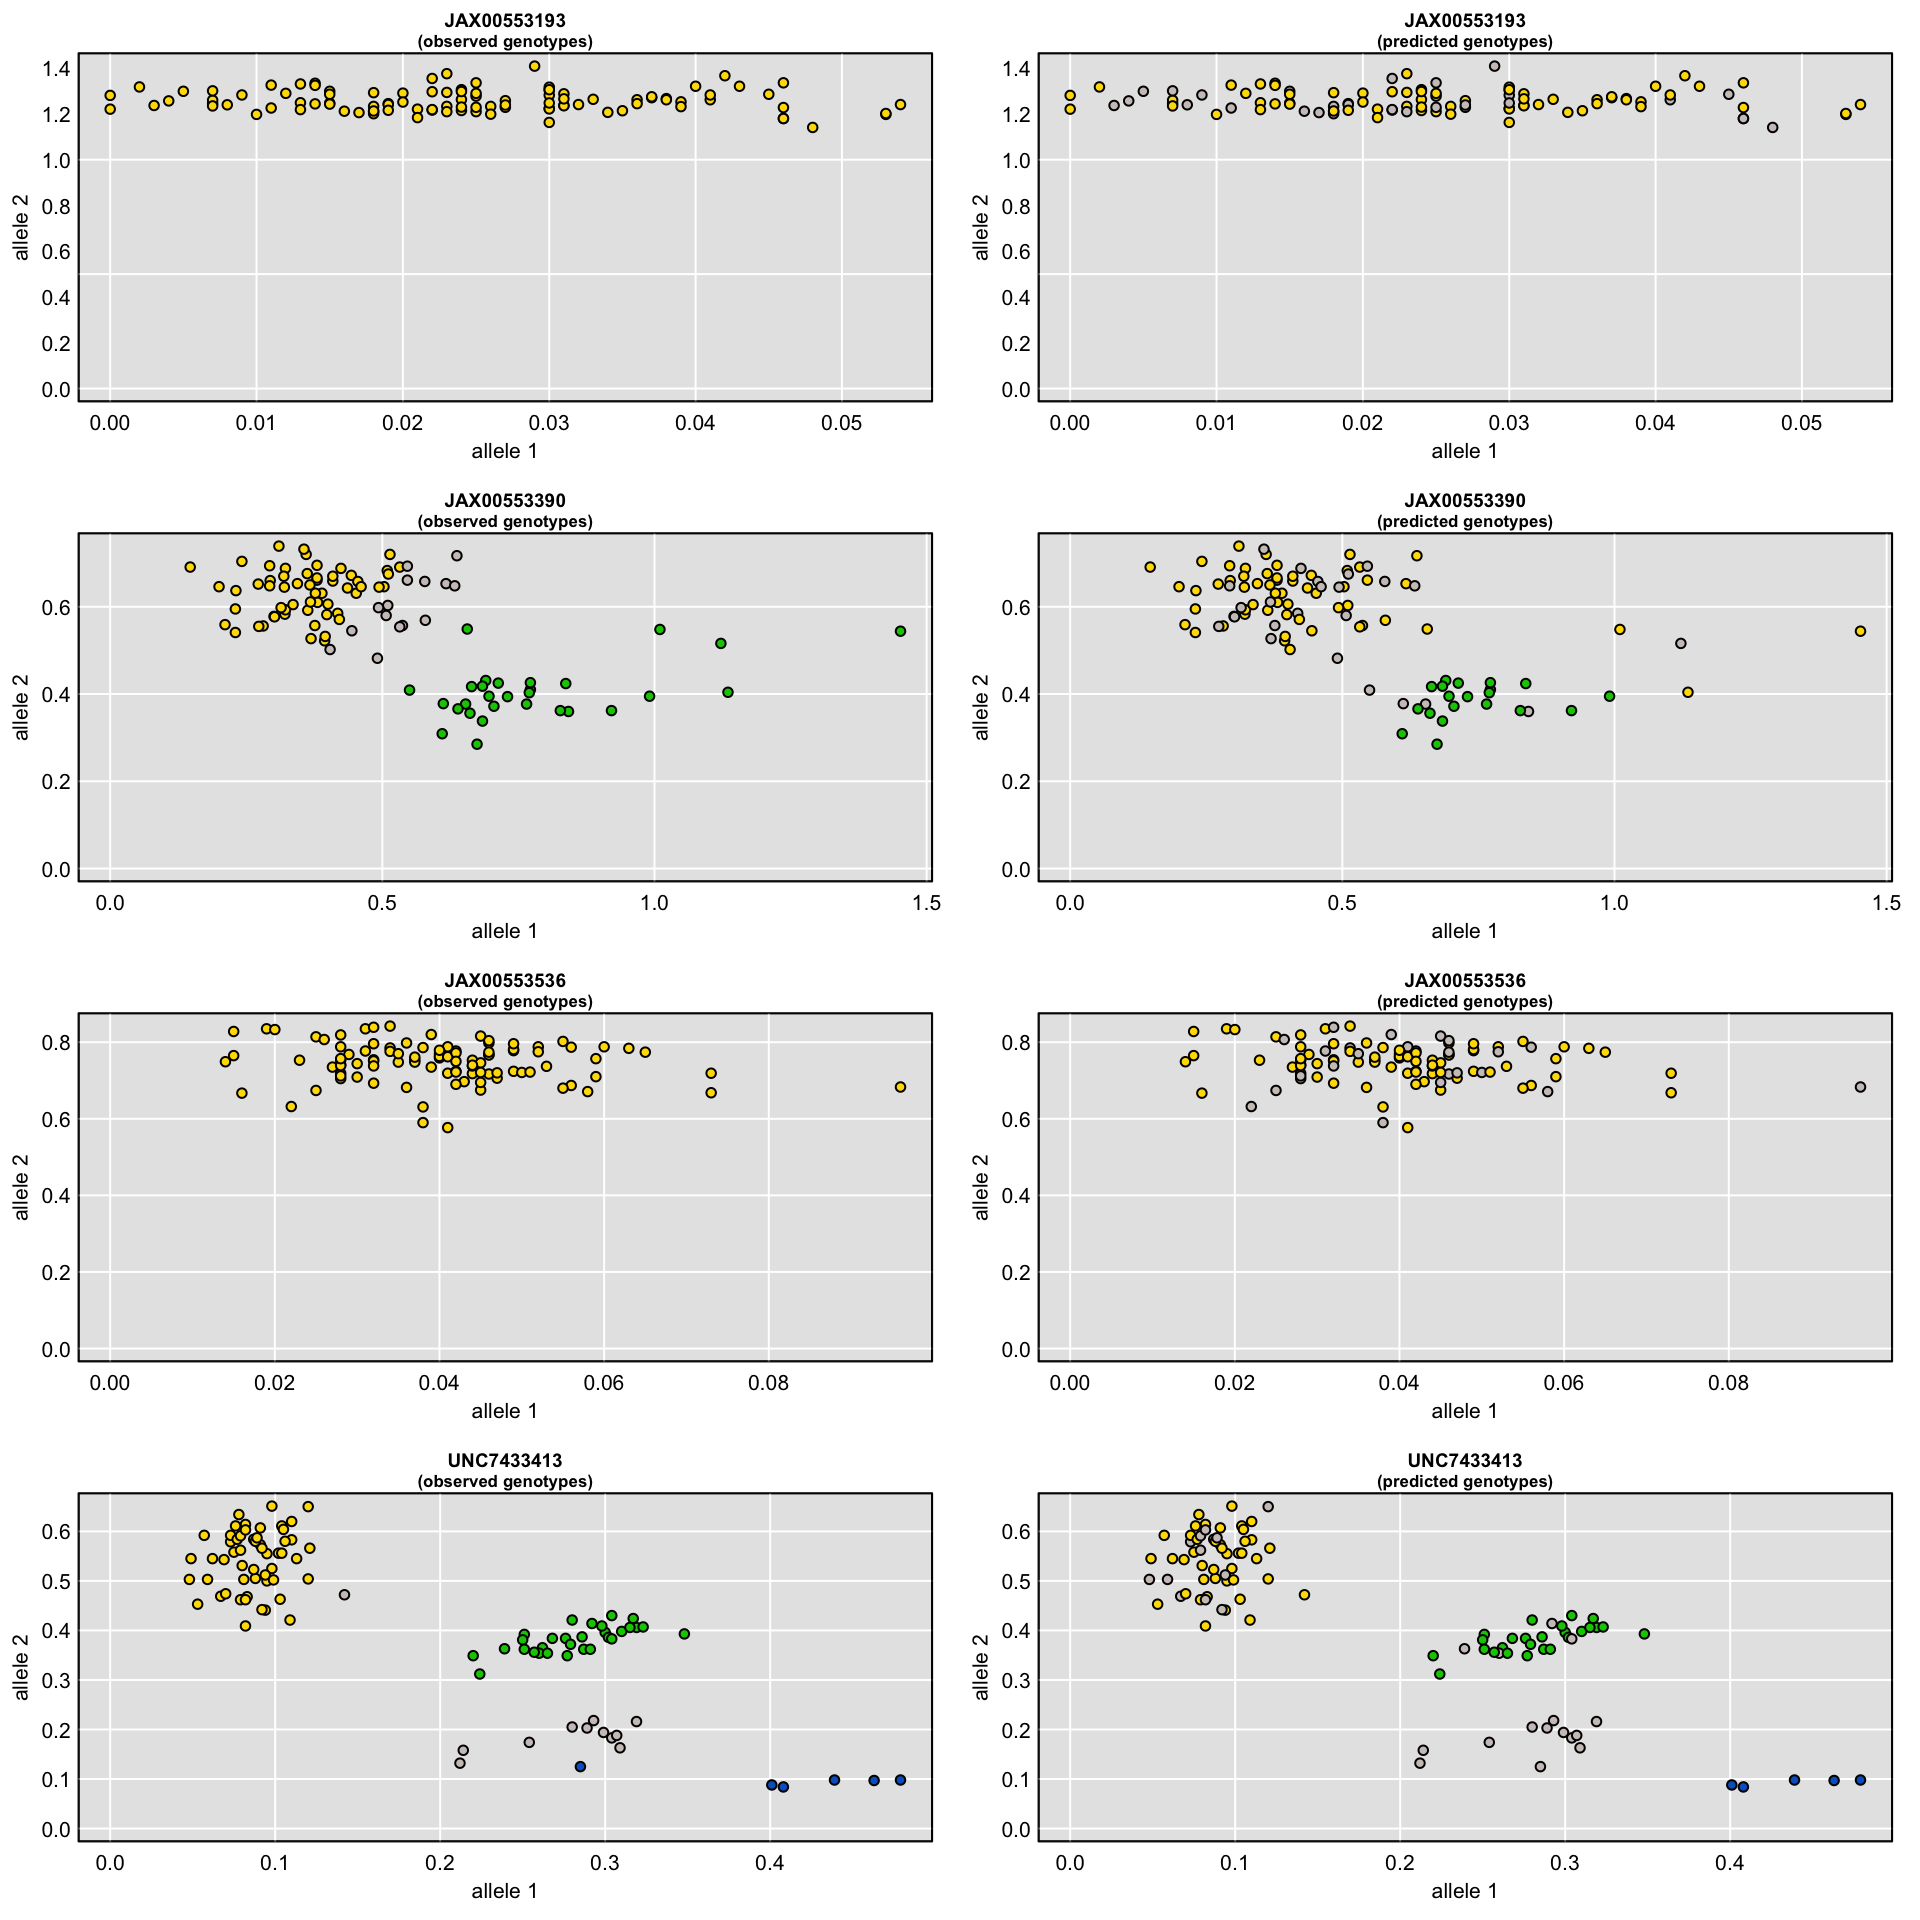 JAX00553193
(observed genotypes)
allele 2
1.4
1.2
1.0
0.8
0.6
0.4
0.2
0.0
0.00 0.01 0.02 0.03 0.04 0.05
allele 1
JAX00553193
(predicted genotypes)
allele 2
1.4
1.2
1.0
0.8
0.6
0.4
0.2
0.0
0.00 0.01 0.02 0.03 0.04 0.05
allele 1
JAX00553390
(observed genotypes)
allele 2
0.6
0.4
0.2
0.0
0.0 0.5 1.0 1.5
allele 1
JAX00553390
(predicted genotypes)
allele 2
0.6
0.4
0.2
0.0
0.0 0.5 1.0 1.5
allele 1
JAX00553536
(observed genotypes)
allele 2
0.8
0.6
0.4
0.2
0.0
0.00 0.02 0.04 0.06 0.08
allele 1
JAX00553536
(predicted genotypes)
allele 2
0.8
0.6
0.4
0.2
0.0
0.00 0.02 0.04 0.06 0.08
allele 1
UNC7433413
(observed genotypes)
allele 2
0.6
0.5
0.4
0.3
0.2
0.1
0.0
0.0 0.1 0.2 0.3 0.4
allele 1
UNC7433413
(predicted genotypes)
allele 2
0.6
0.5
0.4
0.3
0.2
0.1
0.0
0.0 0.1 0.2 0.3 0.4
allele 1